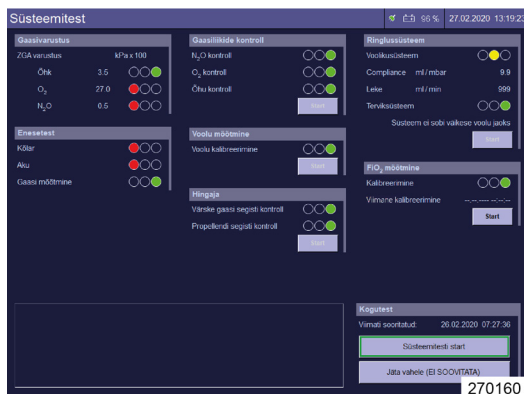 Süsteemitest
96 %
27.02.2020 13:19:23
Gaasivarustus
ZGA varustus kPa x 100
Õhk 3.5
O₂ 27.0
N₂O 0.5
Enesetest
Kõlar
Aku
Gaasi mõõtmine
Gaasiliikide kontroll
N₂O kontroll
O₂ kontroll
Õhu kontroll
Start
Voolu mõõtmine
Voolu kalibreerimine
Start
Hingaja
Värske gaasi segisti kontroll
Propellendi segisti kontroll
Start
Ringlussüsteem
Voolikusüsteem
Compliance ml / mbar 9.9
Leke ml / min 999
Terviksüsteem
Süsteem ei sobi väikese voolu jaoks
Start
FiO₂ mõõtmine
Kalibreerimine
Viimane kalibreerimine --.--.---- --:--:--
Start
Kogutest
Viimati soontatud: 26.02.2020 07:27:36
Süsteemitesti start
Jäta vahele (EI SOOVITATA)
270160